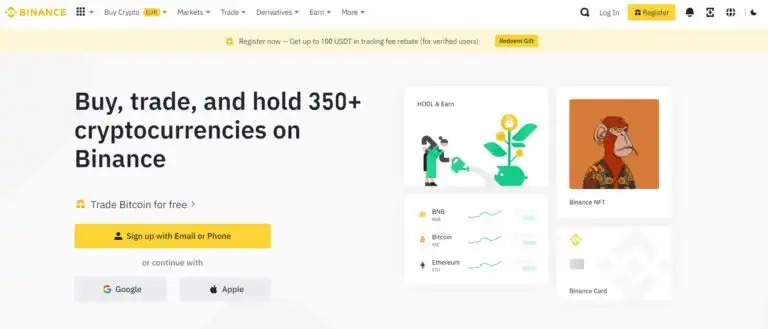 BINANCE
Buy Crypto EUR Markets Trade Derivatives Earn More Log In Register
Register now — Get up to 100 USDT in trading fee rebate (for verified users) Redeem Gift
Buy, trade, and hold 350+
cryptocurrencies on
Binance
Trade Bitcoin for free >
Sign up with Email or Phone
or continue with
Google
Apple
HODL & Earn
BNB
BNB
Bitcoin
BTC
Ethereum
ETH
Binance NFT
Binance Card